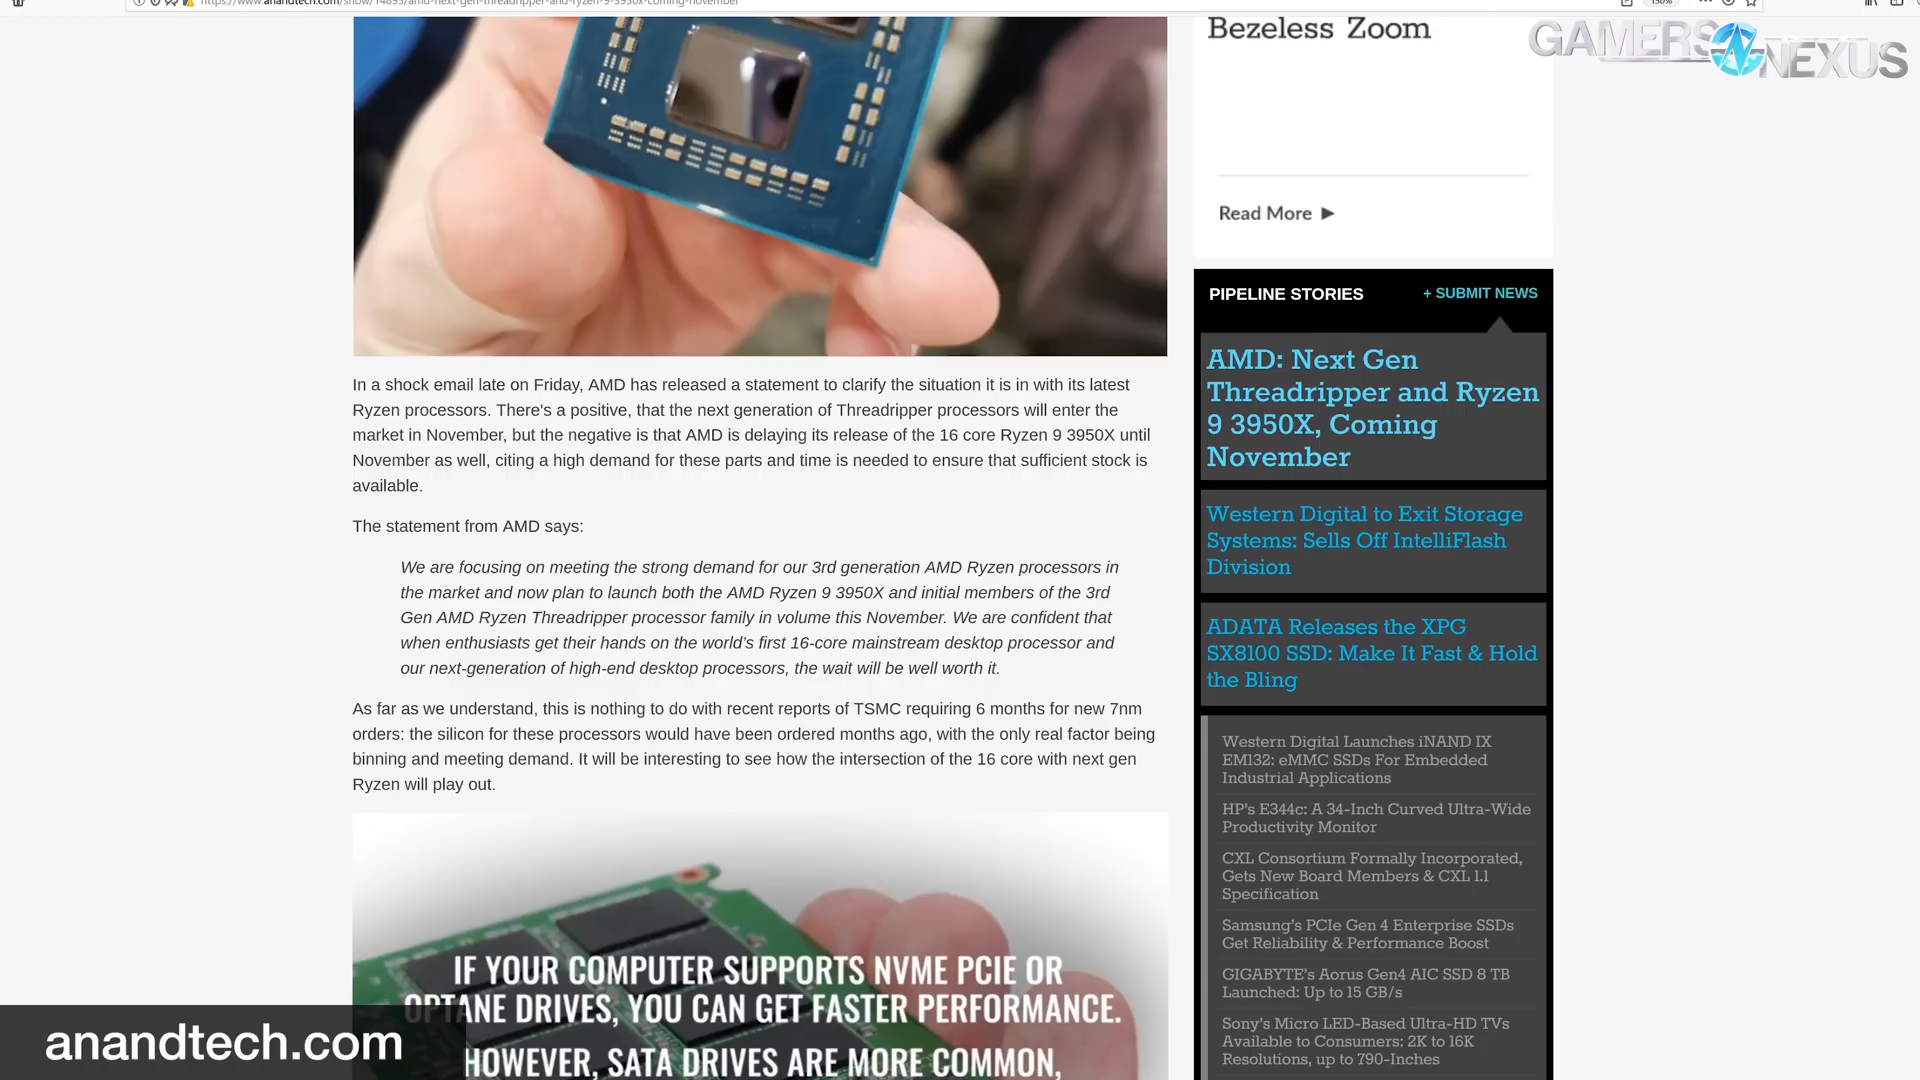 https://www.anandtech.com/show/14895/amd-next-gen-threadripper-and-ryzen-9-3950x-coming-november
150%
Bezeless Zoom
GAMERS NEXUS
Read More ►
In a shock email late on Friday, AMD has released a statement to clarify the situation it is in with its latest
Ryzen processors. There's a positive, that the next generation of Threadripper processors will enter the
market in November, but the negative is that AMD is delaying its release of the 16 core Ryzen 9 3950X until
November as well, citing a high demand for these parts and time is needed to ensure that sufficient stock is
available.
The statement from AMD says:
We are focusing on meeting the strong demand for our 3rd generation AMD Ryzen processors in
the market and now plan to launch both the AMD Ryzen 9 3950X and initial members of the 3rd
Gen AMD Ryzen Threadripper processor family in volume this November. We are confident that
when enthusiasts get their hands on the world's first 16-core mainstream desktop processor and
our next-generation of high-end desktop processors, the wait will be well worth it.
As far as we understand, this is nothing to do with recent reports of TSMC requiring 6 months for new 7nm
orders: the silicon for these processors would have been ordered months ago, with the only real factor being
binning and meeting demand. It will be interesting to see how the intersection of the 16 core with next gen
Ryzen will play out.
IF YOUR COMPUTER SUPPORTS NVME PCIE OR
OPTANE DRIVES, YOU CAN GET FASTER PERFORMANCE.
HOWEVER, SATA DRIVES ARE MORE COMMON,
PIPELINE STORIES
+ SUBMIT NEWS
AMD: Next Gen
Threadripper and Ryzen
9 3950X, Coming
November
Western Digital to Exit Storage
Systems: Sells Off IntelliFlash
Division
ADATA Releases the XPG
SX8100 SSD: Make It Fast & Hold
the Bling
Western Digital Launches iNAND IX
EM132: eMMC SSDs For Embedded
Industrial Applications
HP's E344c: A 34-Inch Curved Ultra-Wide
Productivity Monitor
CXL Consortium Formally Incorporated,
Gets New Board Members & CXL 1.1
Specification
Samsung's PCIe Gen 4 Enterprise SSDs
Get Reliability & Performance Boost
GIGABYTE's Aorus Gen4 AIC SSD 8 TB
Launched: Up to 15 GB/s
Sony's Micro LED-Based Ultra-HD TVs
Available to Consumers: 2K to 16K
Resolutions, up to 790-Inches
anandtech.com